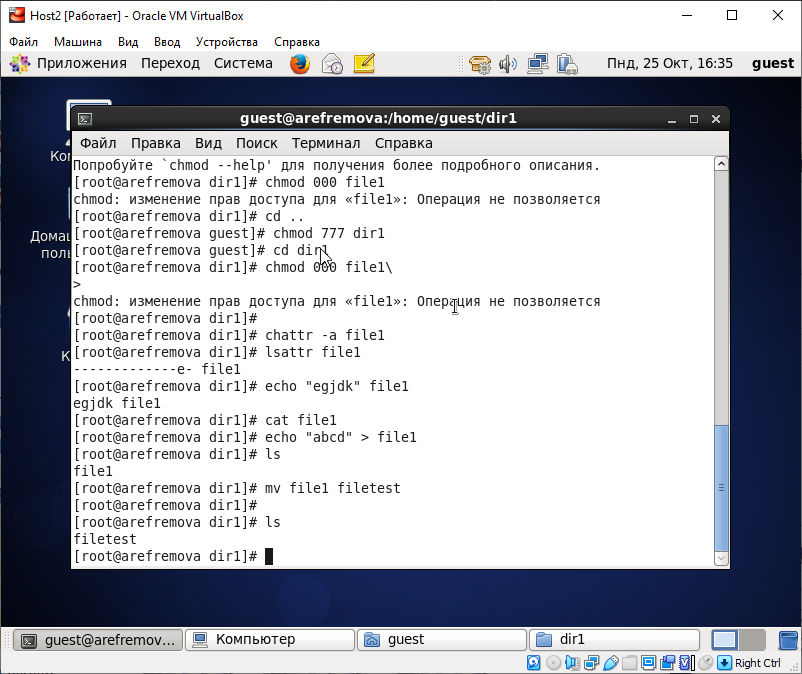 Host2 [Работает] - Oracle VM VirtualBox
Файл Машина Вид Ввод Устройства Справка
Приложения Переход Система Пнд, 25 Окт, 16:35 guest
guest@arefremova:/home/guest/dir1
Файл Правка Вид Поиск Терминал Справка
Попробуйте `chmod --help' для получения более подробного описания.
[root@arefremova dir1]# chmod 000 file1
chmod: изменение прав доступа для «file1»: Операция не позволяется
[root@arefremova dir1]# cd ..
[root@arefremova guest]# chmod 777 dir1
[root@arefremova guest]# cd dir1
[root@arefremova dir1]# chmod 000 file1\
>
chmod: изменение прав доступа для «file1»: Операция не позволяется
[root@arefremova dir1]#
[root@arefremova dir1]# chattr -a file1
[root@arefremova dir1]# lsattr file1
-------------e- file1
[root@arefremova dir1]# echo "egjdk" file1
egjdk file1
[root@arefremova dir1]# cat file1
[root@arefremova dir1]# echo "abcd" > file1
[root@arefremova dir1]# ls
file1
[root@arefremova dir1]# mv file1 filetest
[root@arefremova dir1]#
[root@arefremova dir1]# ls
filetest
[root@arefremova dir1]#
guest@arefremov... Компьютер guest dir1
Right Ctrl